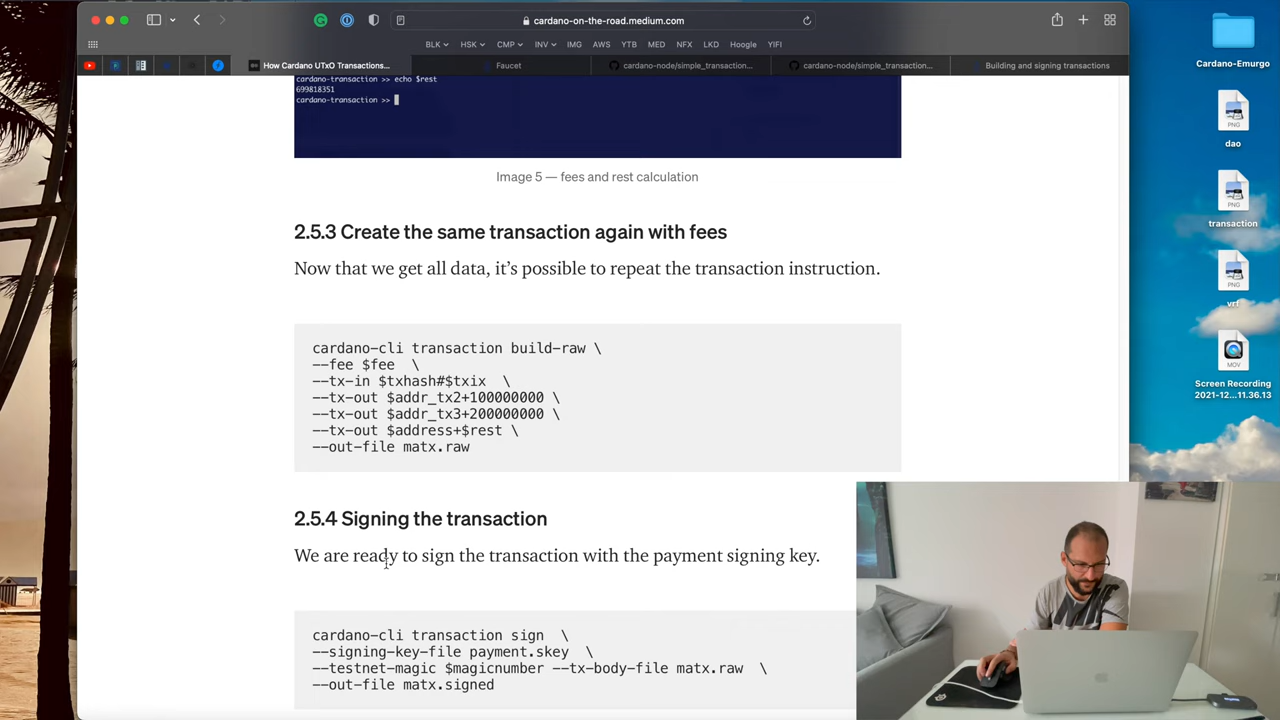 cardano-on-the-road.medium.com
BLK HSK CMP INV IMG AWS YTB MED NFX LKD Hoogle YIFI
How Cardano UTxO Transactions... Faucet cardano-node/simple_transaction... cardano-node/simple_transaction... Building and signing transactions
cardano-transaction >> echo $rest
699818351
cardano-transaction >>
Image 5 — fees and rest calculation
2.5.3 Create the same transaction again with fees
Now that we get all data, it’s possible to repeat the transaction instruction.
cardano-cli transaction build-raw \
--fee $fee \
--tx-in $txhash#$txix \
--tx-out $addr_tx2+100000000 \
--tx-out $addr_tx3+200000000 \
--tx-out $address+$rest \
--out-file matx.raw
2.5.4 Signing the transaction
We are ready to sign the transaction with the payment signing key.
cardano-cli transaction sign \
--signing-key-file payment.skey \
--testnet-magic $magicnumber --tx-body-file matx.raw \
--out-file matx.signed
Cardano-Emurgo
PNG
dao
PNG
transaction
PNG
vrf
MOV
Screen Recording
2021-12...11.36.13